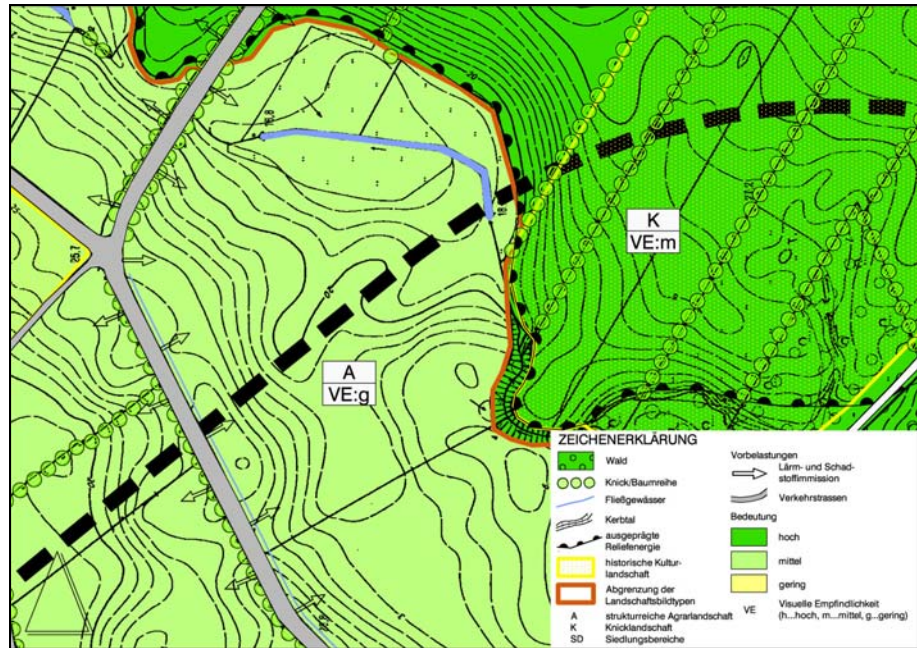 K
VE:m
A
VE:g
25,7
20
ZEICHENERKLÄRUNG
Wald
Knick/Baumreihe
Fließgewässer
Kerbtal
ausgeprägte
Reliefenergie
historische Kultur-
landschaft
Abgrenzung der
Landschaftsbildtypen
A strukturreiche Agrarlandschaft
K Knicklandschaft
SD Siedlungsbereiche
Vorbelastungen
Lärm- und Schad-
stoffimmission
Verkehrstrassen
Bedeutung
hoch
mittel
gering
VE Visuelle Empfindlichkeit
(h...hoch, m...mittel, g...gering)